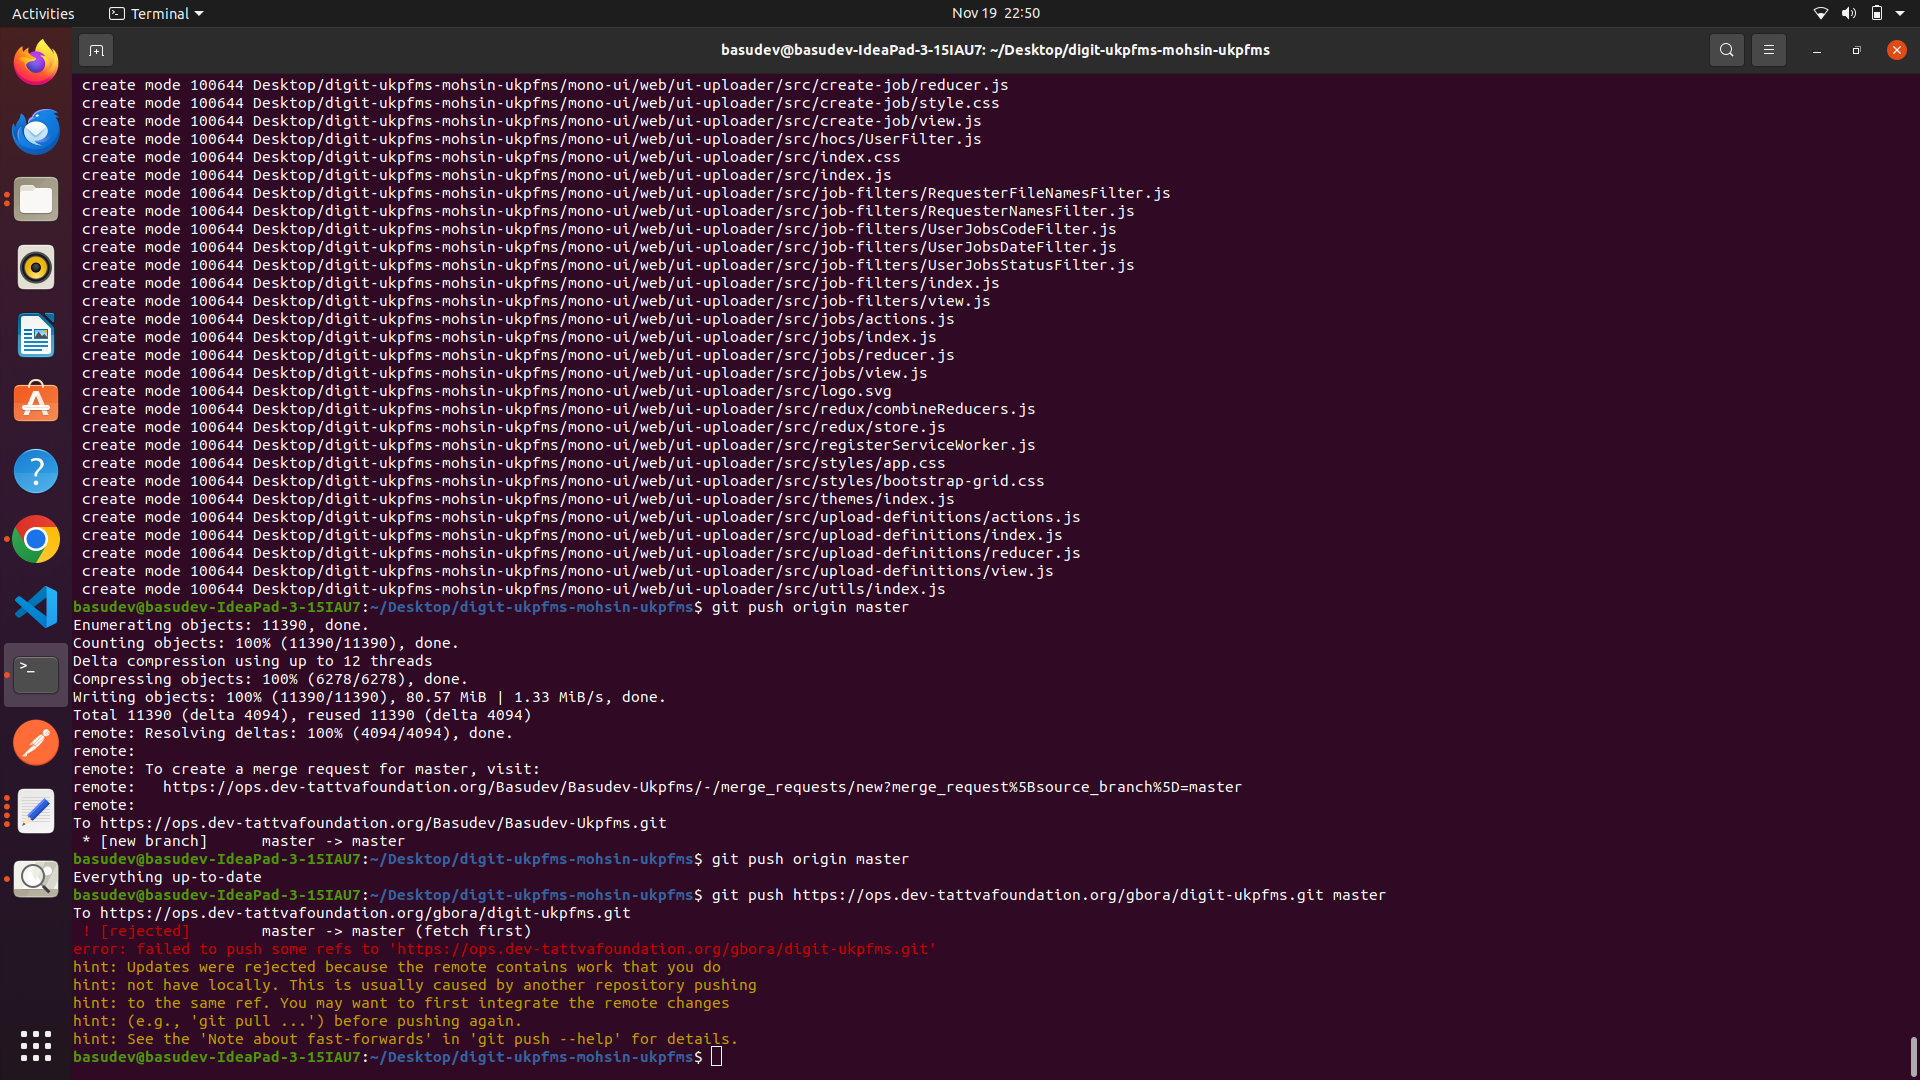 Activities
Terminal
Nov 19 22:50
basudev@basudev-IdeaPad-3-15IAU7: ~/Desktop/digit-ukpfms-mohsin-ukpfms
create mode 100644 Desktop/digit-ukpfms-mohsin-ukpfms/mono-ui/web/ui-uploader/src/create-job/reducer.js
create mode 100644 Desktop/digit-ukpfms-mohsin-ukpfms/mono-ui/web/ui-uploader/src/create-job/style.css
create mode 100644 Desktop/digit-ukpfms-mohsin-ukpfms/mono-ui/web/ui-uploader/src/create-job/view.js
create mode 100644 Desktop/digit-ukpfms-mohsin-ukpfms/mono-ui/web/ui-uploader/src/hocs/UserFilter.js
create mode 100644 Desktop/digit-ukpfms-mohsin-ukpfms/mono-ui/web/ui-uploader/src/index.css
create mode 100644 Desktop/digit-ukpfms-mohsin-ukpfms/mono-ui/web/ui-uploader/src/index.js
create mode 100644 Desktop/digit-ukpfms-mohsin-ukpfms/mono-ui/web/ui-uploader/src/job-filters/RequesterFileNamesFilter.js
create mode 100644 Desktop/digit-ukpfms-mohsin-ukpfms/mono-ui/web/ui-uploader/src/job-filters/RequesterNamesFilter.js
create mode 100644 Desktop/digit-ukpfms-mohsin-ukpfms/mono-ui/web/ui-uploader/src/job-filters/UserJobsCodeFilter.js
create mode 100644 Desktop/digit-ukpfms-mohsin-ukpfms/mono-ui/web/ui-uploader/src/job-filters/UserJobsDateFilter.js
create mode 100644 Desktop/digit-ukpfms-mohsin-ukpfms/mono-ui/web/ui-uploader/src/job-filters/UserJobsStatusFilter.js
create mode 100644 Desktop/digit-ukpfms-mohsin-ukpfms/mono-ui/web/ui-uploader/src/job-filters/index.js
create mode 100644 Desktop/digit-ukpfms-mohsin-ukpfms/mono-ui/web/ui-uploader/src/job-filters/view.js
create mode 100644 Desktop/digit-ukpfms-mohsin-ukpfms/mono-ui/web/ui-uploader/src/jobs/actions.js
create mode 100644 Desktop/digit-ukpfms-mohsin-ukpfms/mono-ui/web/ui-uploader/src/jobs/index.js
create mode 100644 Desktop/digit-ukpfms-mohsin-ukpfms/mono-ui/web/ui-uploader/src/jobs/reducer.js
create mode 100644 Desktop/digit-ukpfms-mohsin-ukpfms/mono-ui/web/ui-uploader/src/jobs/view.js
create mode 100644 Desktop/digit-ukpfms-mohsin-ukpfms/mono-ui/web/ui-uploader/src/logo.svg
create mode 100644 Desktop/digit-ukpfms-mohsin-ukpfms/mono-ui/web/ui-uploader/src/redux/combineReducers.js
create mode 100644 Desktop/digit-ukpfms-mohsin-ukpfms/mono-ui/web/ui-uploader/src/redux/store.js
create mode 100644 Desktop/digit-ukpfms-mohsin-ukpfms/mono-ui/web/ui-uploader/src/registerServiceWorker.js
create mode 100644 Desktop/digit-ukpfms-mohsin-ukpfms/mono-ui/web/ui-uploader/src/styles/app.css
create mode 100644 Desktop/digit-ukpfms-mohsin-ukpfms/mono-ui/web/ui-uploader/src/styles/bootstrap-grid.css
create mode 100644 Desktop/digit-ukpfms-mohsin-ukpfms/mono-ui/web/ui-uploader/src/themes/index.js
create mode 100644 Desktop/digit-ukpfms-mohsin-ukpfms/mono-ui/web/ui-uploader/src/upload-definitions/actions.js
create mode 100644 Desktop/digit-ukpfms-mohsin-ukpfms/mono-ui/web/ui-uploader/src/upload-definitions/index.js
create mode 100644 Desktop/digit-ukpfms-mohsin-ukpfms/mono-ui/web/ui-uploader/src/upload-definitions/reducer.js
create mode 100644 Desktop/digit-ukpfms-mohsin-ukpfms/mono-ui/web/ui-uploader/src/upload-definitions/view.js
create mode 100644 Desktop/digit-ukpfms-mohsin-ukpfms/mono-ui/web/ui-uploader/src/utils/index.js
basudev@basudev-IdeaPad-3-15IAU7:~/Desktop/digit-ukpfms-mohsin-ukpfms$ git push origin master
Enumerating objects: 11390, done.
Counting objects: 100% (11390/11390), done.
Delta compression using up to 12 threads
Compressing objects: 100% (6278/6278), done.
Writing objects: 100% (11390/11390), 80.57 MiB | 1.33 MiB/s, done.
Total 11390 (delta 4094), reused 11390 (delta 4094)
remote: Resolving deltas: 100% (4094/4094), done.
remote:
remote: To create a merge request for master, visit:
remote:   https://ops.dev-tattvafoundation.org/Basudev/Basudev-Ukpfms/-/merge_requests/new?merge_request%5Bsource_branch%5D=master
remote:
To https://ops.dev-tattvafoundation.org/Basudev/Basudev-Ukpfms.git
* [new branch]      master -> master
basudev@basudev-IdeaPad-3-15IAU7:~/Desktop/digit-ukpfms-mohsin-ukpfms$ git push origin master
Everything up-to-date
basudev@basudev-IdeaPad-3-15IAU7:~/Desktop/digit-ukpfms-mohsin-ukpfms$ git push https://ops.dev-tattvafoundation.org/gbora/digit-ukpfms.git master
To https://ops.dev-tattvafoundation.org/gbora/digit-ukpfms.git
! [rejected]        master -> master (fetch first)
error: failed to push some refs to 'https://ops.dev-tattvafoundation.org/gbora/digit-ukpfms.git'
hint: Updates were rejected because the remote contains work that you do
hint: not have locally. This is usually caused by another repository pushing
hint: to the same ref. You may want to first integrate the remote changes
hint: (e.g., 'git pull ...') before pushing again.
hint: See the 'Note about fast-forwards' in 'git push --help' for details.
basudev@basudev-IdeaPad-3-15IAU7:~/Desktop/digit-ukpfms-mohsin-ukpfms$